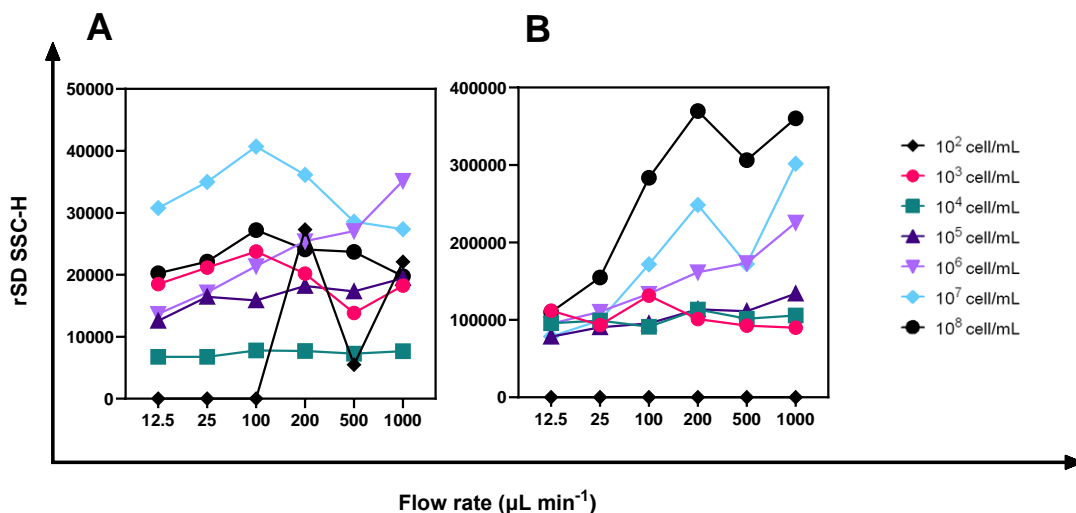 A
B
rSD SSC-H
50000
40000
30000
20000
10000
0
12.5 25 100 200 500 1000
400000
300000
200000
100000
0
12.5 25 100 200 500 1000
10² cell/mL
10³ cell/mL
10⁴ cell/mL
10⁵ cell/mL
10⁶ cell/mL
10⁷ cell/mL
10⁸ cell/mL
Flow rate (µL min⁻¹)